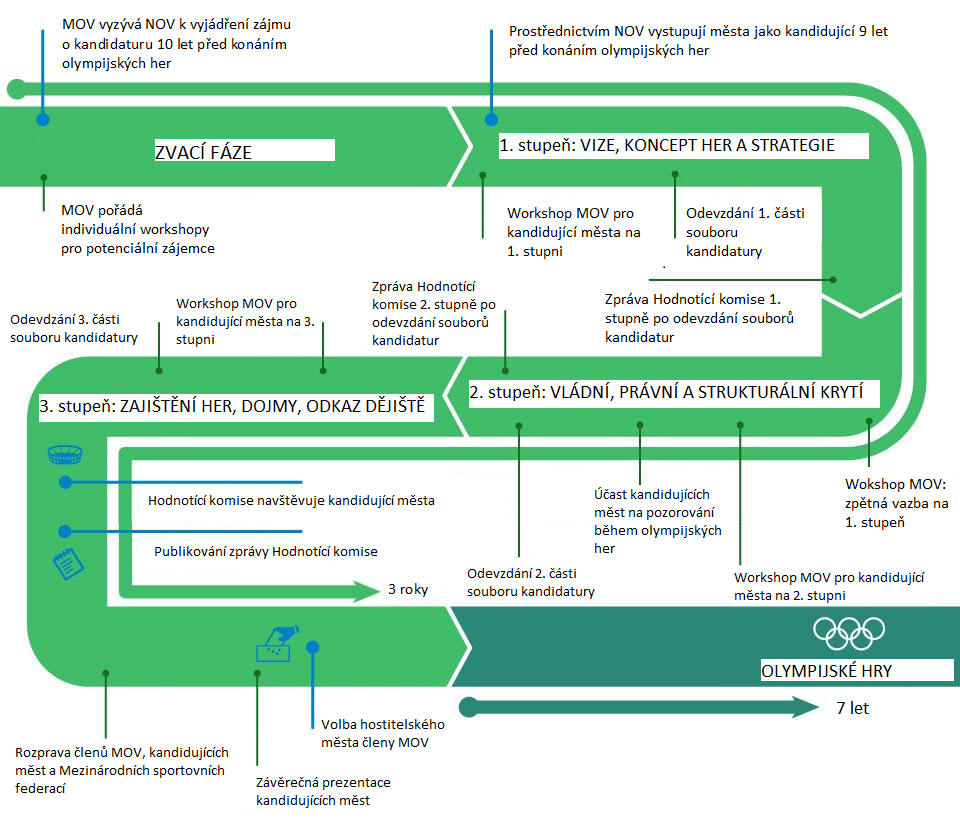 MOV vyzývá NOV k vyjádření zájmu
o kandidaturu 10 let před konáním
olympijských her
Prostřednictvím NOV vystupují města jako kandidující 9 let
před konáním olympijských her
ZVACÍ FÁZE
1. stupeň: VIZE, KONCEPT HER A STRATEGIE
MOV pořádá
individuální workshopy
pro potenciální zájemce
Workshop MOV pro
kandidující města na
1. stupni
Odevzdání 1. části
souboru
kandidatury
Zpráva Hodnotící komise 1.
stupně po odevzdání souborů
kandidatur
Zpráva Hodnotící
komise 2. stupně po
odevzdání souborů
kandidatur
Workshop MOV pro
kandidující města na 3.
stupni
Odevdzání 3. části
souboru kandidatury
3. stupeň: ZAJIŠTĚNÍ HER, DOJMY, ODKAZ DĚJIŠTĚ
2. stupeň: VLÁDNÍ, PRÁVNÍ A STRUKTURÁLNÍ KRYTÍ
Hodnotící komise navštěvuje kandidující města
Publikování zprávy Hodnotící komise
3 roky
Odevzdání 2. části
souboru kandidatury
Účast kandidujících
měst na pozorování
během olympijských
her
Workshop MOV pro kandidující
města na 2. stupni
Wokshop MOV:
zpětná vazba na
1. stupeň
OLYMPIJSKÉ HRY
7 let
Rozprava členů MOV, kandidujících
měst a Mezinárodních sportovních
federací
Závěrečná prezentace
kandidujících měst
Volba hostitelského
města členy MOV